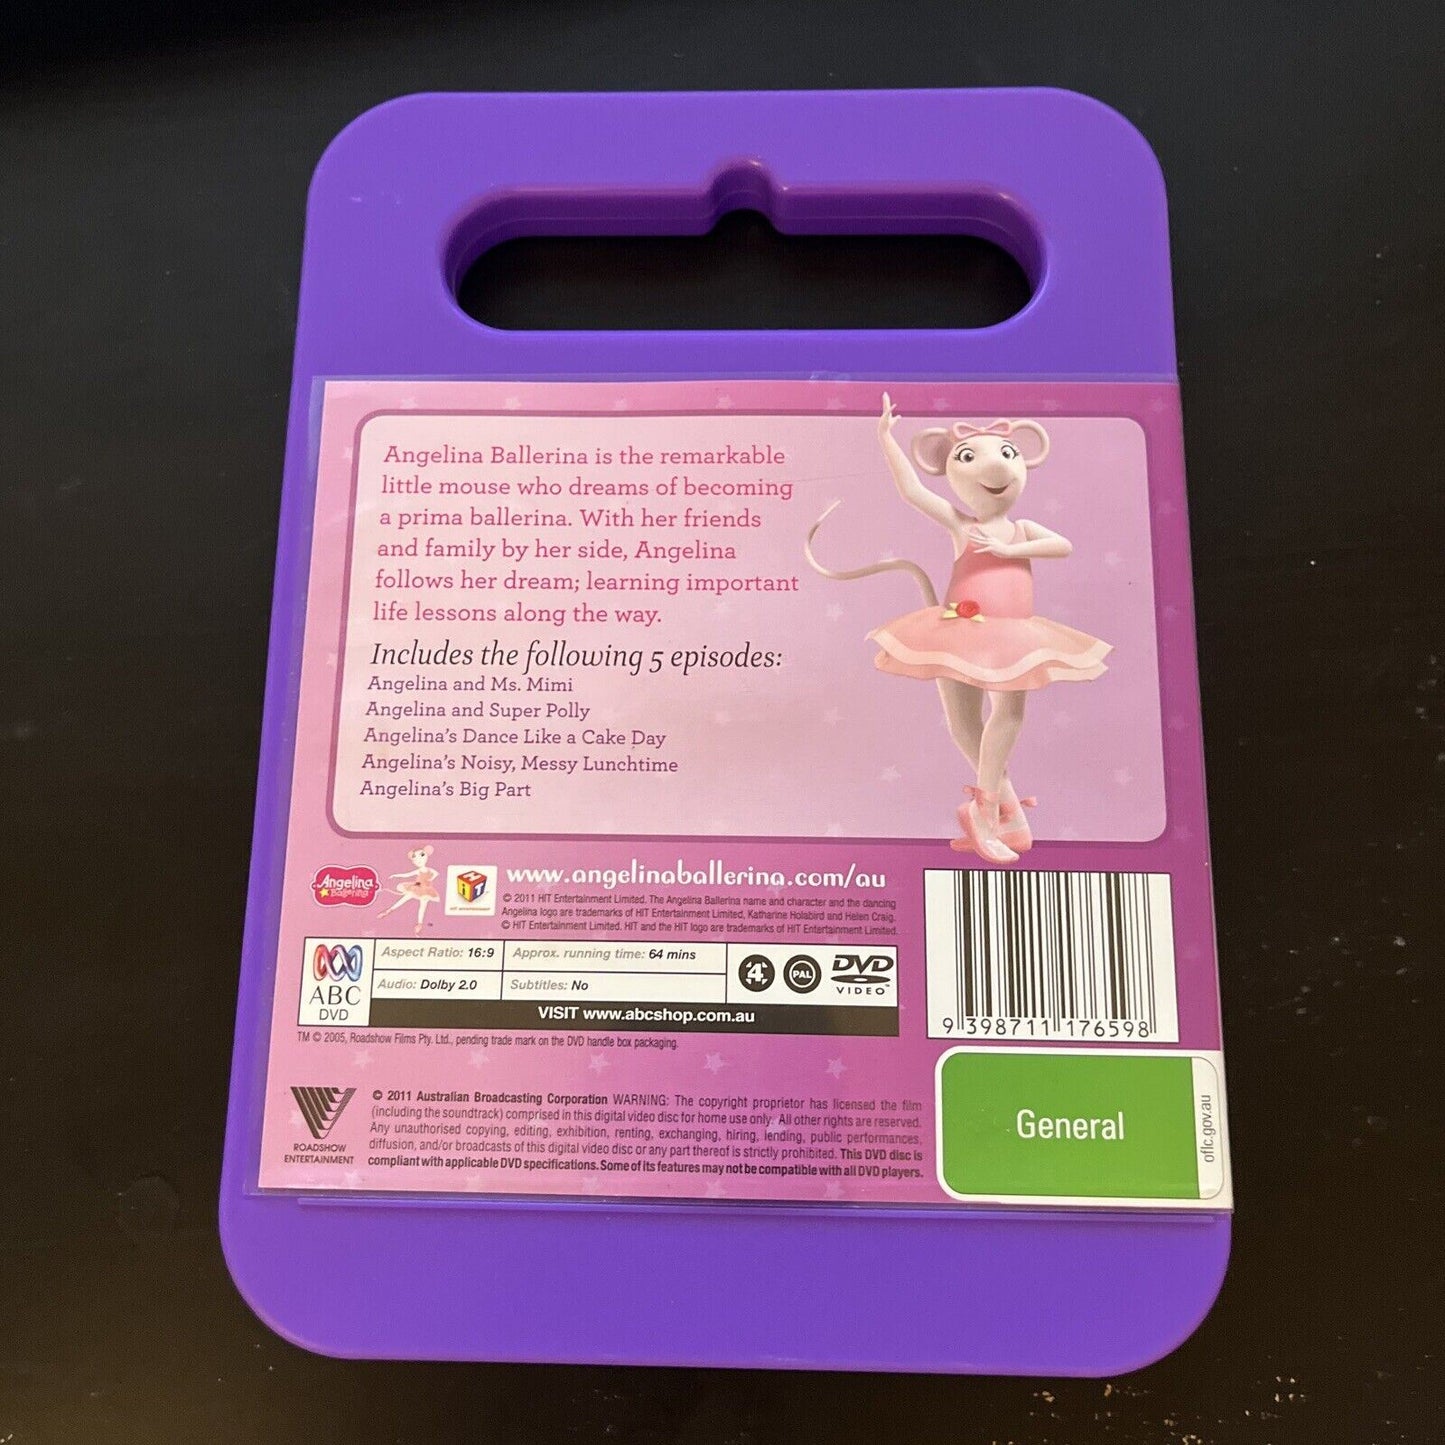 Angelina Ballerina is the remarkable
little mouse who dreams of becoming
a prima ballerina. With her friends
and family by her side, Angelina
follows her dream; learning important
life lessons along the way.
Includes the following 5 episodes:
Angelina and Ms. Mimi
Angelina and Super Polly
Angelina's Dance Like a Cake Day
Angelina's Noisy, Messy Lunchtime
Angelina's Big Part
Angelina
Ballerina
HiT
HIT ENTERTAINMENT
www.angelinaballerina.com/au
© 2011 HIT Entertainment Limited. The Angelina Ballerina name and character and the dancing
Angelina logo are trademarks of HIT Entertainment Limited, Katharine Holabird and Helen Craig.
© HIT Entertainment Limited. HIT and the HIT logo are trademarks of HIT Entertainment Limited.
ABC
DVD
Aspect Ratio: 16:9
Approx. running time: 64 mins
Audio: Dolby 2.0
Subtitles: No
4
PAL
DVD
VIDEO™
VISIT www.abcshop.com.au
TM © 2005, Roadshow Films Pty. Ltd., pending trade mark on the DVD handle box packaging.
9 398711 176598
ROADSHOW
ENTERTAINMENT
© 2011 Australian Broadcasting Corporation WARNING: The copyright proprietor has licensed the film
(including the soundtrack) comprised in this digital video disc for home use only. All other rights are reserved.
Any unauthorised copying, editing, exhibition, renting, exchanging, hiring, lending, public performances,
diffusion, and/or broadcasts of this digital video disc or any part thereof is strictly prohibited. This DVD disc is
compliant with applicable DVD specifications. Some of its features may not be compatible with all DVD players.
General
oflc.gov.au